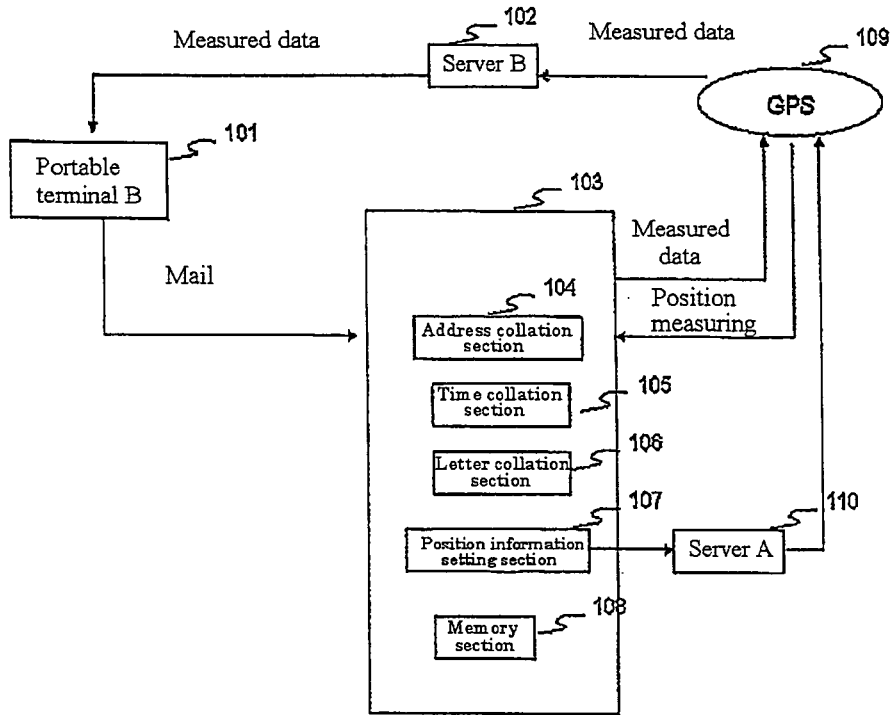 102
Measured data
Measured data
109
Server B
GPS
101
Portable
terminal B
103
Measured
data
Mail
104
Position
measuring
Address collation
section
Time collation
section
105
106
Letter collation
section
107
110
Position information
setting section
Server A
108
Memory
section